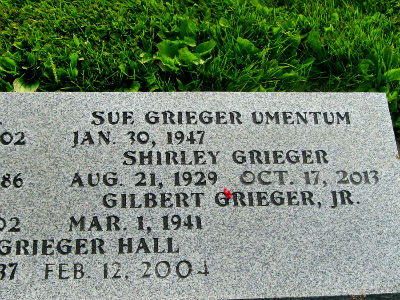 SUE GRIEGER UMENTUM
02 JAN. 30, 1947
SHIRLEY GRIEGER
86 AUG. 21, 1929 OCT. 17, 2013
GILBERT GRIEGER, JR.
02 MAR. 1, 1941
GRIEGER HALL
37 FEB. 12, 2004